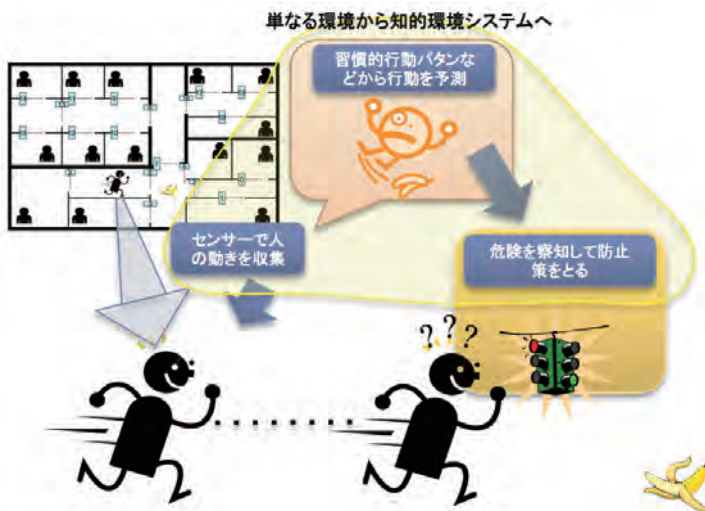 単なる環境から知的環境システムへ
習慣的行動パタンな
どから行動を予測
センサーで人
の動きを収集
危険を察知して防止
策をとる
? ? ?